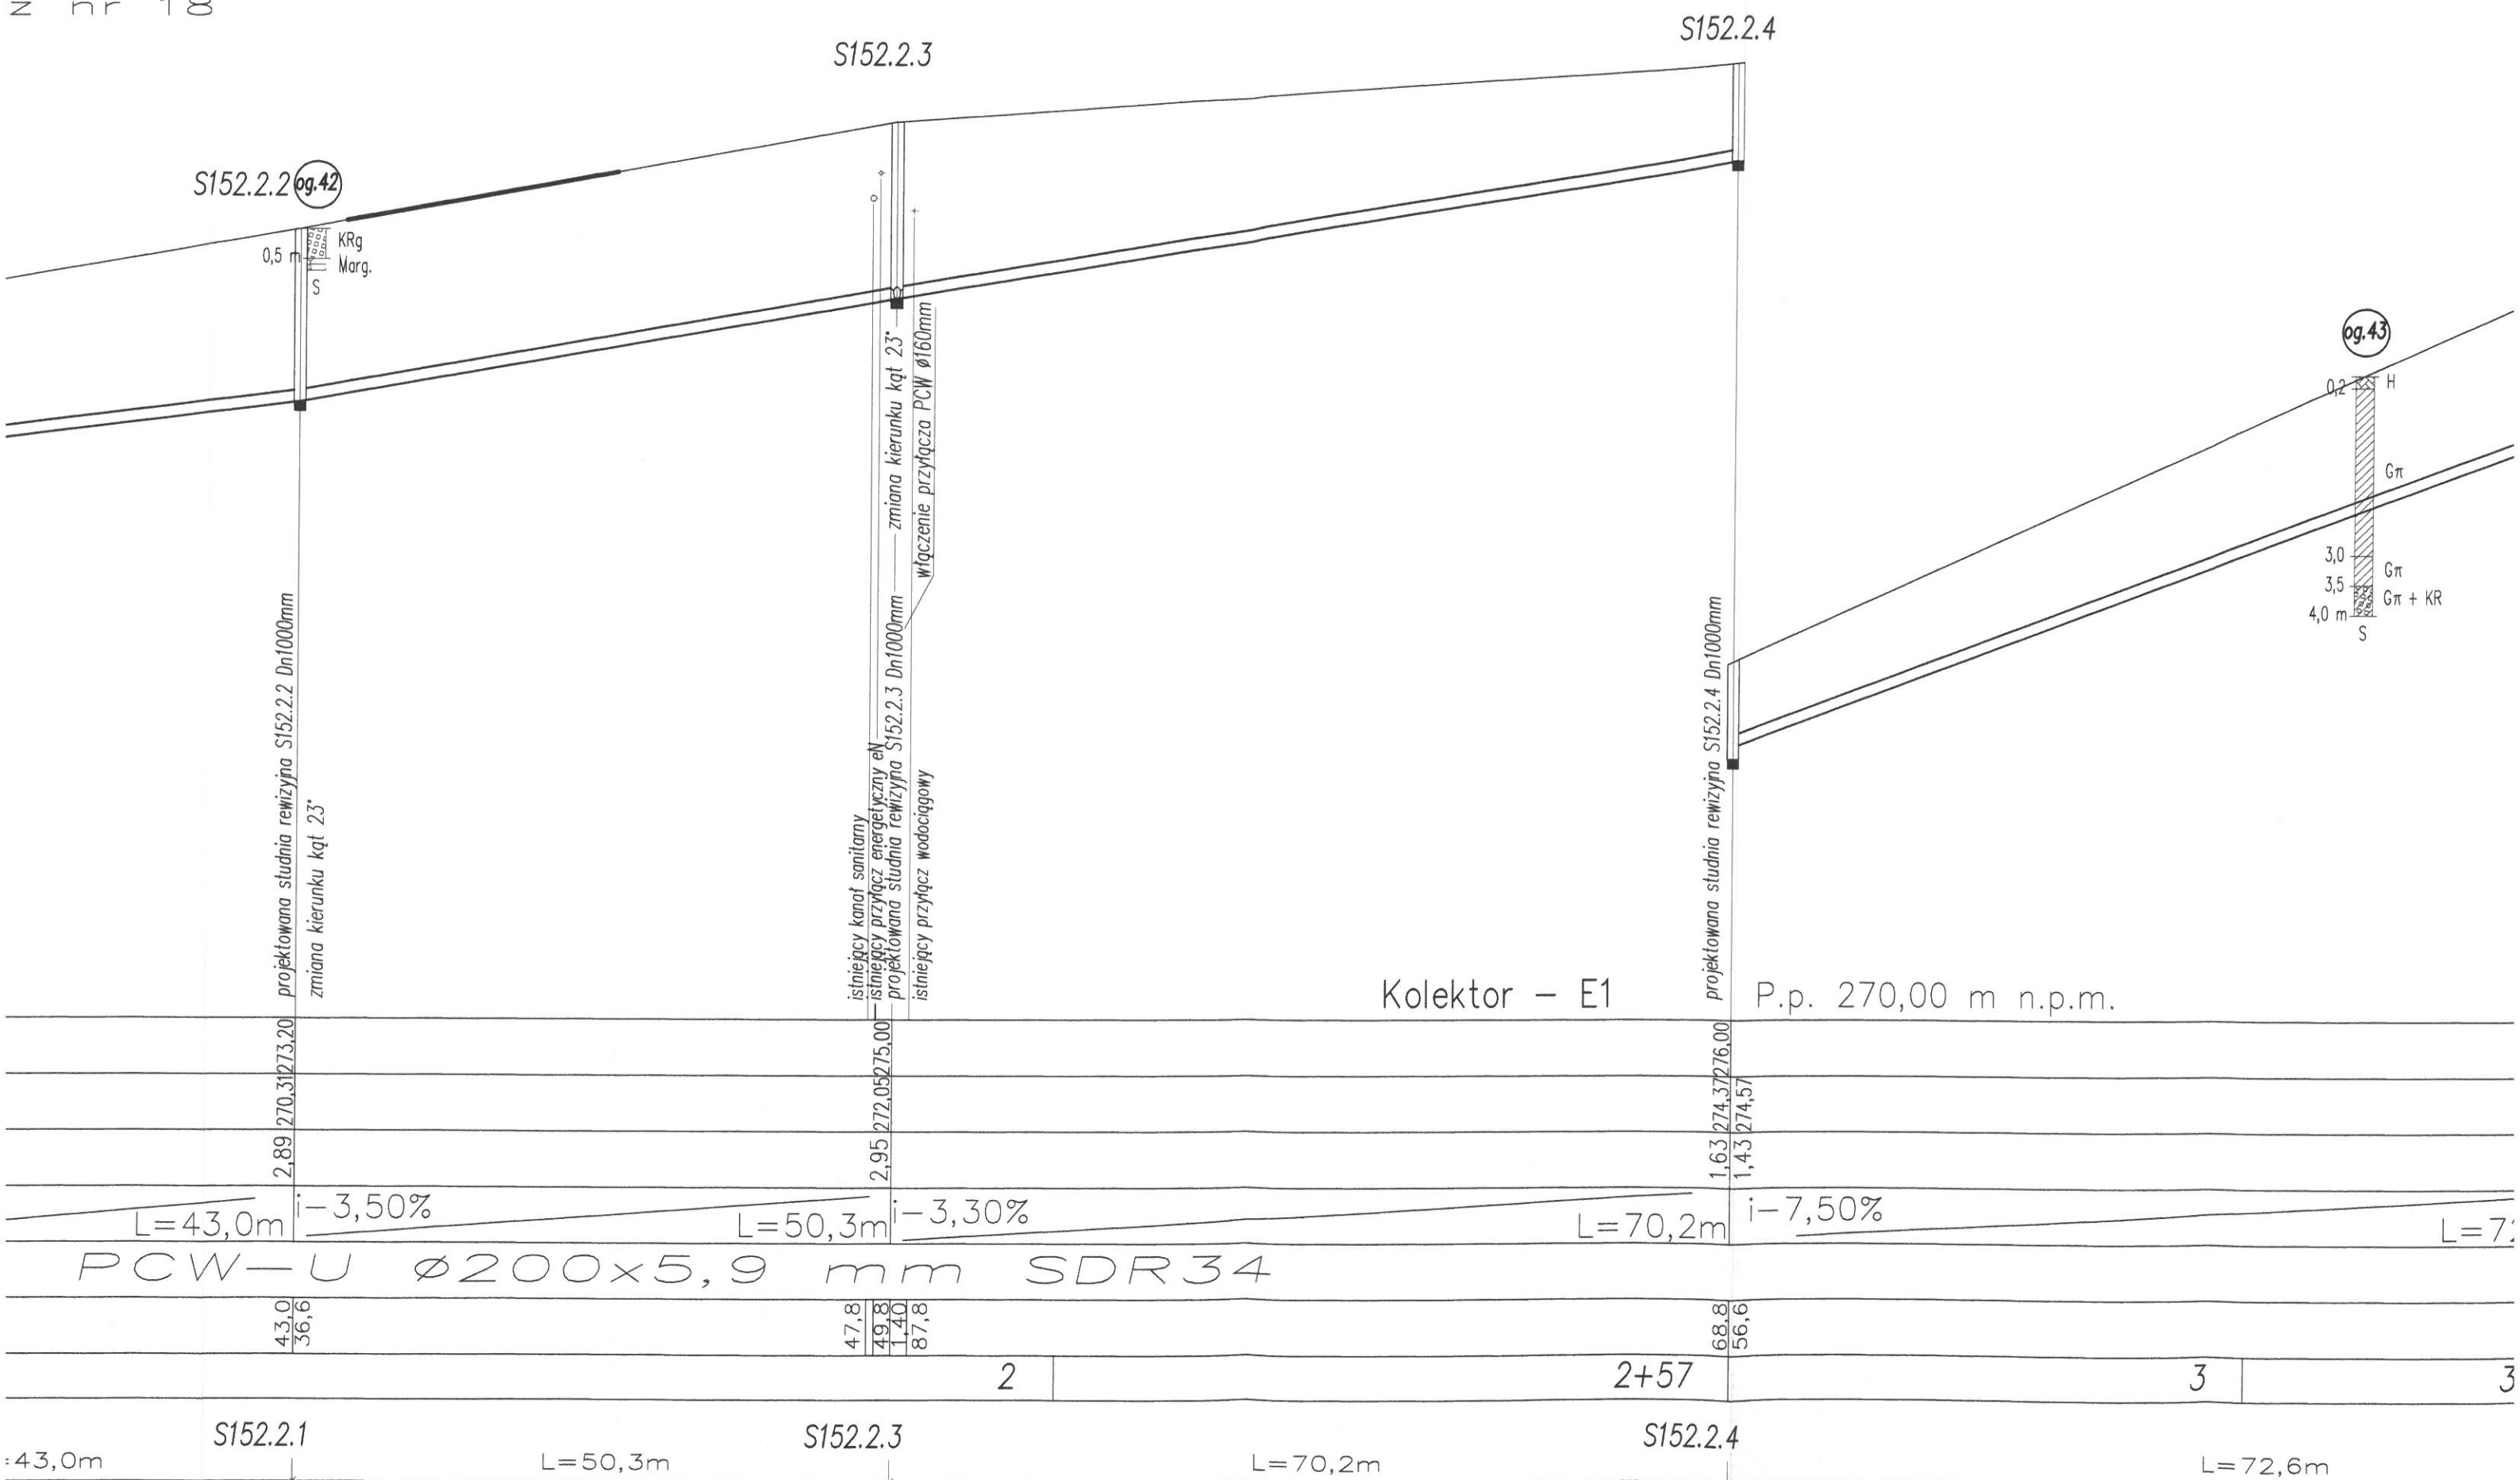 z nr 18
S152.2.4
S152.2.3
S152.2.2
og.42
KRg
0,5 m
Marg.
S
og.43
0,2
H
Gπ
3,0
Gπ
3,5
Gπ + KR
4,0 m
S
projektowana studnia rewizyjna S152.2.2 Dn1000mm
zmiana kierunku kąt 23°
istniejący kanał sanitarny
istniejący przyłącz energetyczny eN
projektowana studnia rewizyjna S152.2.3 Dn1000mm
zmiana kierunku kąt 23°
włączenie przyłącza PCW ø160mm
istniejący przyłącz wodociągowy
projektowana studnia rewizyjna S152.2.4 Dn1000mm
Kolektor – E1
P.p. 270,00 m n.p.m.
273,20
275,00
276,00
270,31
272,05
274,37
274,57
2,89
2,95
1,63
1,43
L=43,0m
i-3,50%
L=50,3m
i-3,30%
L=70,2m
i-7,50%
L=7
PCW-U ø200x5,9 mm SDR34
43,0
36,6
47,8
49,8
1,40
87,8
68,8
56,6
2
2+57
3
3
S152.2.1
S152.2.3
S152.2.4
=43,0m
L=50,3m
L=70,2m
L=72,6m